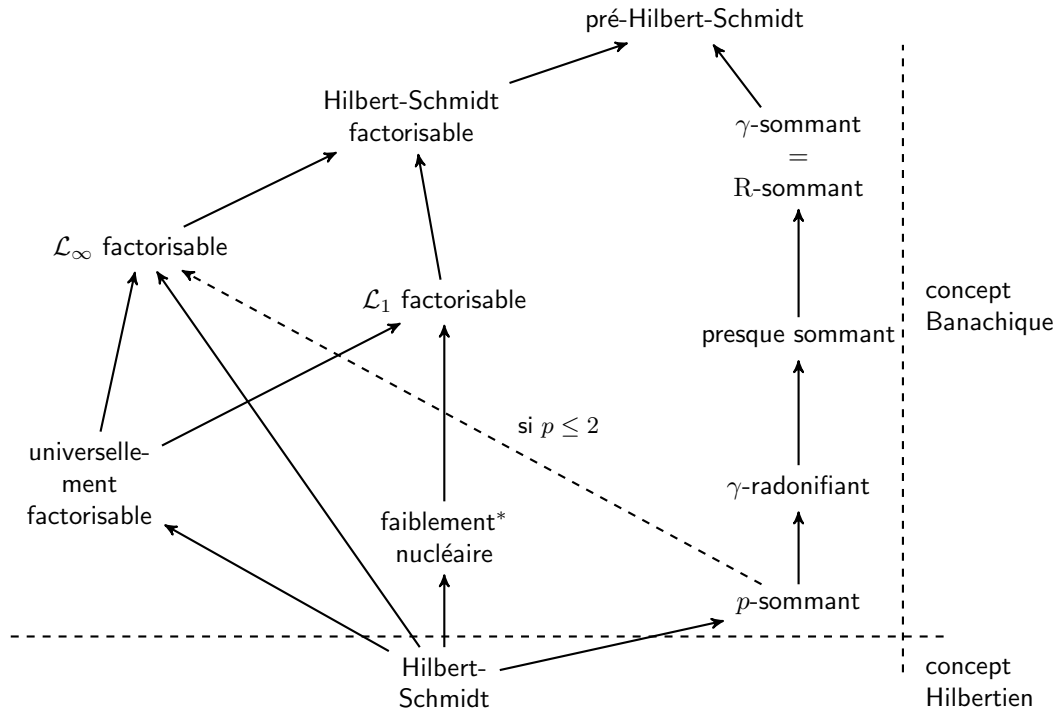 pré-Hilbert-Schmidt
Hilbert-Schmidt
factorisable
γ-sommant
=
R-sommant
ℒ∞ factorisable
ℒ1 factorisable
concept
Banachique
presque sommant
si p ≤ 2
universelle-
ment
factorisable
γ-radonifiant
faiblement*
nucléaire
p-sommant
Hilbert-
Schmidt
concept
Hilbertien